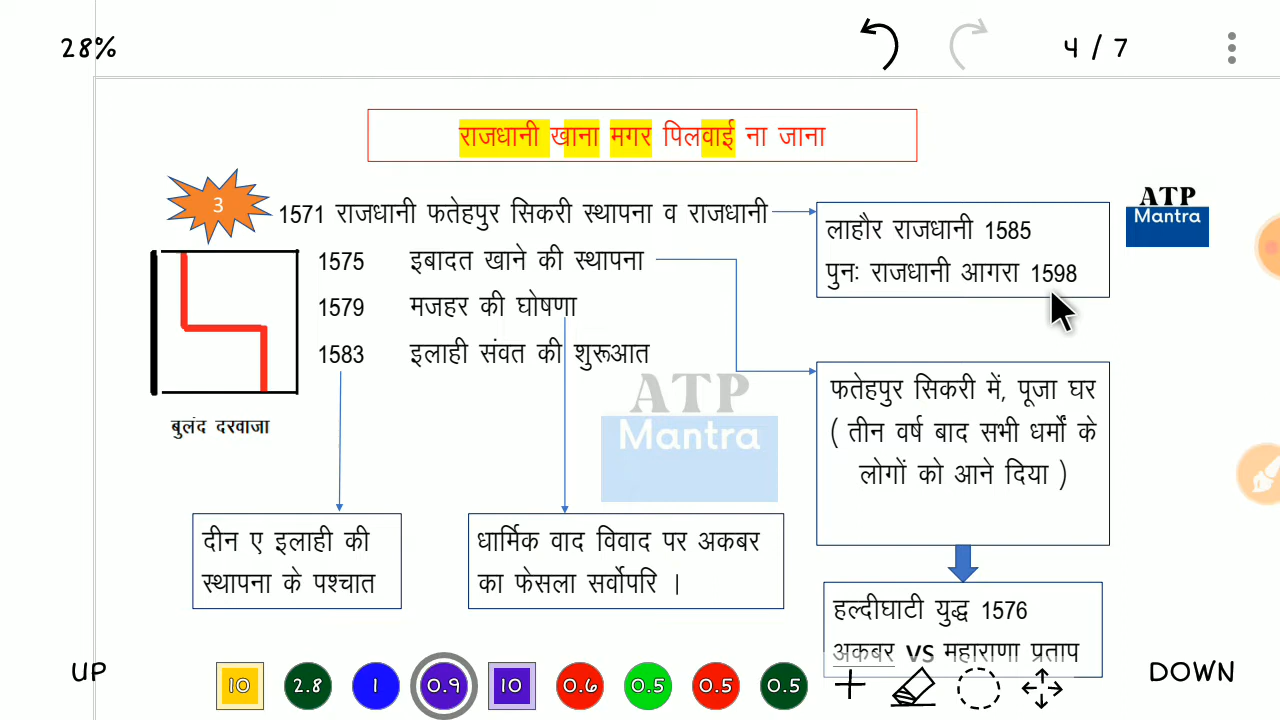 28%
4 / 7
राजधानी खाना मगर पिलवाई ना जाना
3
1571 राजधानी फतेहपुर सिकरी स्थापना व राजधानी
1575 इबादत खाने की स्थापना
1579 मजहर की घोषणा
1583 इलाही संवत की शुरूआत
लाहौर राजधानी 1585
पुनः राजधानी आगरा 1598
ATP
Mantra
बुलंद दरवाजा
ATP
Mantra
फतेहपुर सिकरी में, पूजा घर
( तीन वर्ष बाद सभी धर्मों के
लोगों को आने दिया )
दीन ए इलाही की
स्थापना के पश्चात
धार्मिक वाद विवाद पर अकबर
का फेसला सर्वोपरि ।
हल्दीघाटी युद्ध 1576
अकबर VS महाराणा प्रताप
UP
10
2.8
1
0.9
10
0.6
0.5
0.5
0.5
DOWN